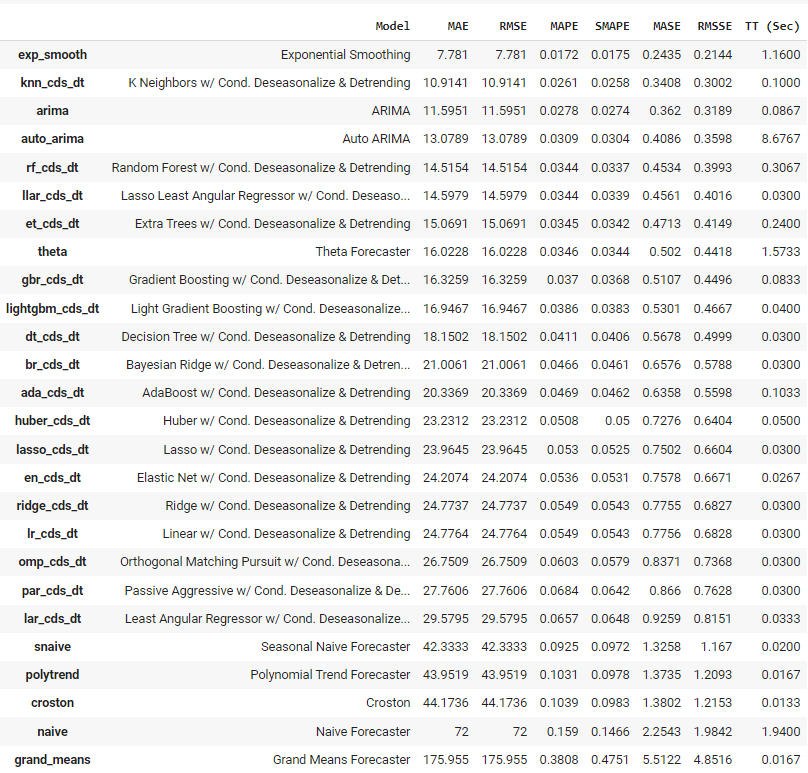 Model MAE RMSE MAPE SMAPE MASE RMSSE TT (Sec)
exp_smooth Exponential Smoothing 7.781 7.781 0.0172 0.0175 0.2435 0.2144 1.1600
knn_cds_dt K Neighbors w/ Cond. Deseasonalize & Detrending 10.9141 10.9141 0.0261 0.0258 0.3408 0.3002 0.1000
arima ARIMA 11.5951 11.5951 0.0278 0.0274 0.362 0.3189 0.0867
auto_arima Auto ARIMA 13.0789 13.0789 0.0309 0.0304 0.4086 0.3598 8.6767
rf_cds_dt Random Forest w/ Cond. Deseasonalize & Detrending 14.5154 14.5154 0.0344 0.0337 0.4534 0.3993 0.3067
llar_cds_dt Lasso Least Angular Regressor w/ Cond. Deseaso... 14.5979 14.5979 0.0344 0.0339 0.4561 0.4016 0.0300
et_cds_dt Extra Trees w/ Cond. Deseasonalize & Detrending 15.0691 15.0691 0.0345 0.0342 0.4713 0.4149 0.2400
theta Theta Forecaster 16.0228 16.0228 0.0346 0.0344 0.502 0.4418 1.5733
gbr_cds_dt Gradient Boosting w/ Cond. Deseasonalize & Det... 16.3259 16.3259 0.037 0.0368 0.5107 0.4496 0.0833
lightgbm_cds_dt Light Gradient Boosting w/ Cond. Deseasonalize... 16.9467 16.9467 0.0386 0.0383 0.5301 0.4667 0.0400
dt_cds_dt Decision Tree w/ Cond. Deseasonalize & Detrending 18.1502 18.1502 0.0411 0.0406 0.5678 0.4999 0.0300
br_cds_dt Bayesian Ridge w/ Cond. Deseasonalize & Detren... 21.0061 21.0061 0.0466 0.0461 0.6576 0.5788 0.0300
ada_cds_dt AdaBoost w/ Cond. Deseasonalize & Detrending 20.3369 20.3369 0.0469 0.0462 0.6358 0.5598 0.1033
huber_cds_dt Huber w/ Cond. Deseasonalize & Detrending 23.2312 23.2312 0.0508 0.05 0.7276 0.6404 0.0500
lasso_cds_dt Lasso w/ Cond. Deseasonalize & Detrending 23.9645 23.9645 0.053 0.0525 0.7502 0.6604 0.0300
en_cds_dt Elastic Net w/ Cond. Deseasonalize & Detrending 24.2074 24.2074 0.0536 0.0531 0.7578 0.6671 0.0267
ridge_cds_dt Ridge w/ Cond. Deseasonalize & Detrending 24.7737 24.7737 0.0549 0.0543 0.7755 0.6827 0.0300
lr_cds_dt Linear w/ Cond. Deseasonalize & Detrending 24.7764 24.7764 0.0549 0.0543 0.7756 0.6828 0.0300
omp_cds_dt Orthogonal Matching Pursuit w/ Cond. Deseasona... 26.7509 26.7509 0.0603 0.0579 0.8371 0.7368 0.0300
par_cds_dt Passive Aggressive w/ Cond. Deseasonalize & De... 27.7606 27.7606 0.0684 0.0642 0.866 0.7628 0.0300
lar_cds_dt Least Angular Regressor w/ Cond. Deseasonalize... 29.5795 29.5795 0.0657 0.0648 0.9259 0.8151 0.0333
snaive Seasonal Naive Forecaster 42.3333 42.3333 0.0925 0.0972 1.3258 1.167 0.0200
polytrend Polynomial Trend Forecaster 43.9519 43.9519 0.1031 0.0978 1.3735 1.2093 0.0167
croston Croston 44.1736 44.1736 0.1039 0.0983 1.3802 1.2153 0.0133
naive Naive Forecaster 72 72 0.159 0.1466 2.2543 1.9842 1.9400
grand_means Grand Means Forecaster 175.955 175.955 0.3808 0.4751 5.5122 4.8516 0.0167